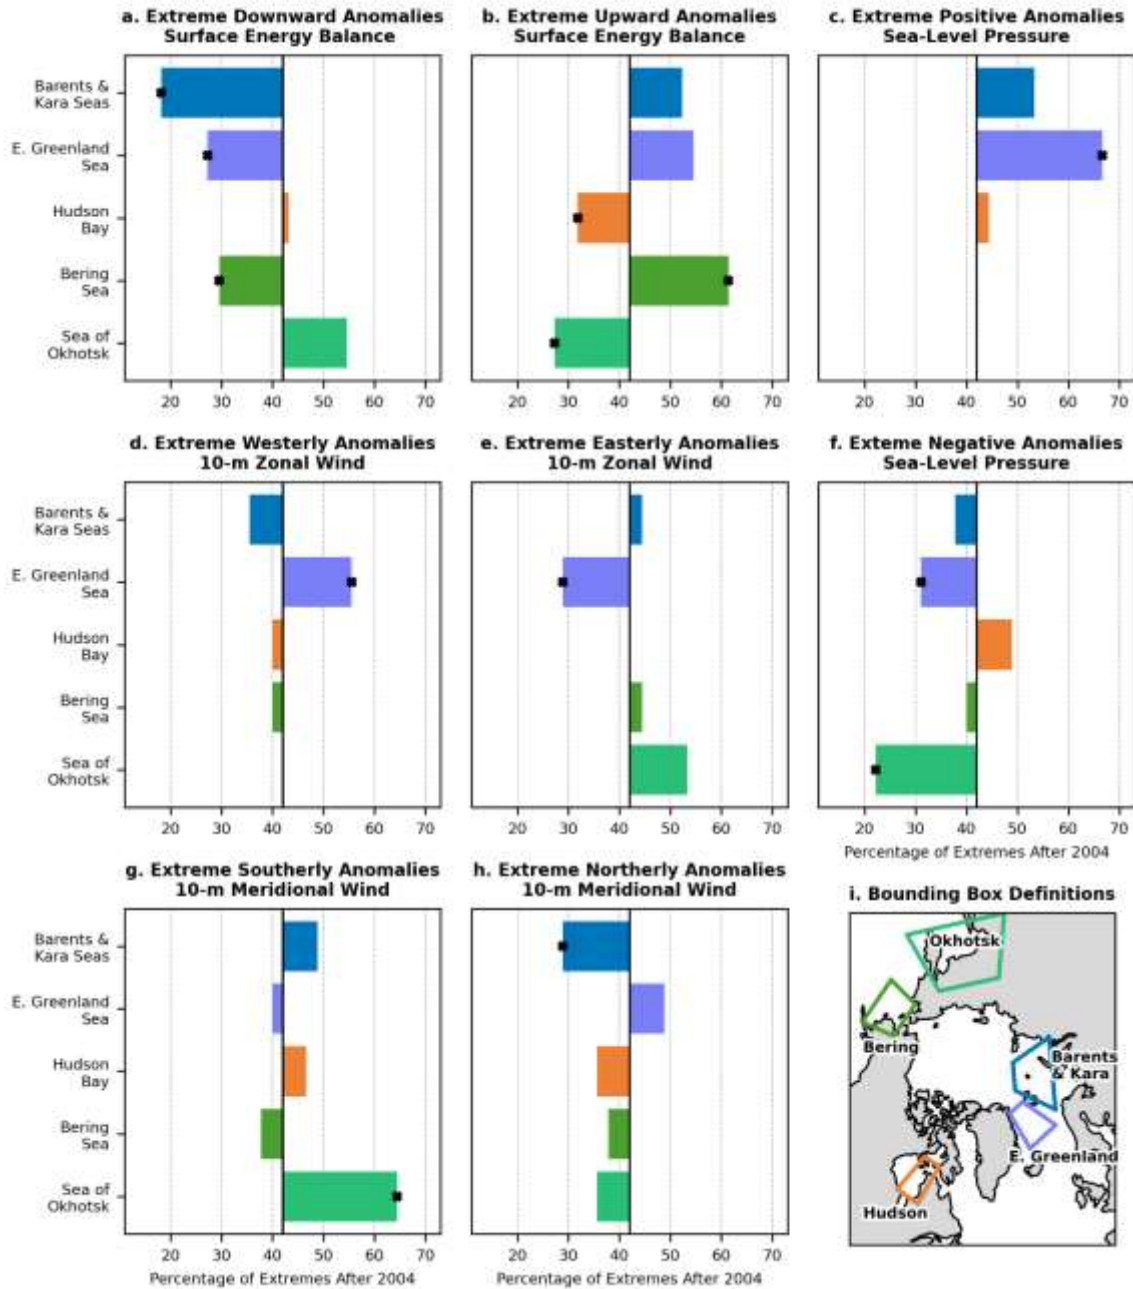 a. Extreme Downward Anomalies
Surface Energy Balance
b. Extreme Upward Anomalies
Surface Energy Balance
c. Extreme Positive Anomalies
Sea-Level Pressure
Barents &
Kara Seas
E. Greenland
Sea
Hudson
Bay
Bering
Sea
Sea of
Okhotsk
20 30 40 50 60 70
20 30 40 50 60 70
20 30 40 50 60 70
d. Extreme Westerly Anomalies
10-m Zonal Wind
e. Extreme Easterly Anomalies
10-m Zonal Wind
f. Exteme Negative Anomalies
Sea-Level Pressure
Barents &
Kara Seas
E. Greenland
Sea
Hudson
Bay
Bering
Sea
Sea of
Okhotsk
20 30 40 50 60 70
20 30 40 50 60 70
20 30 40 50 60 70
Percentage of Extremes After 2004
g. Extreme Southerly Anomalies
10-m Meridional Wind
h. Extreme Northerly Anomalies
10-m Meridional Wind
i. Bounding Box Definitions
Barents &
Kara Seas
E. Greenland
Sea
Hudson
Bay
Bering
Sea
Sea of
Okhotsk
20 30 40 50 60 70
Percentage of Extremes After 2004
20 30 40 50 60 70
Percentage of Extremes After 2004
Okhotsk
Bering
Barents
& Kara
E. Greenland
Hudson